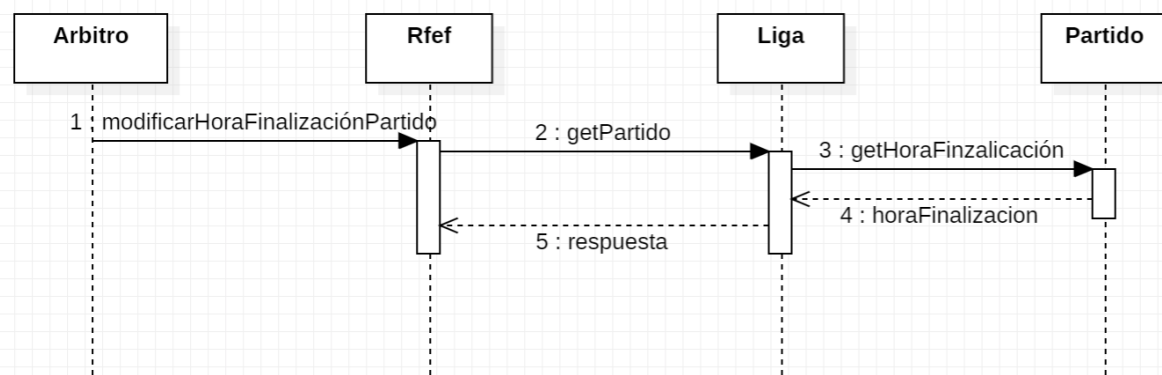 Arbitro
Rfef
Liga
Partido
1 : modificarHoraFinalizaciónPartido
2 : getPartido
3 : getHoraFinzalicación
4 : horaFinalizacion
5 : respuesta